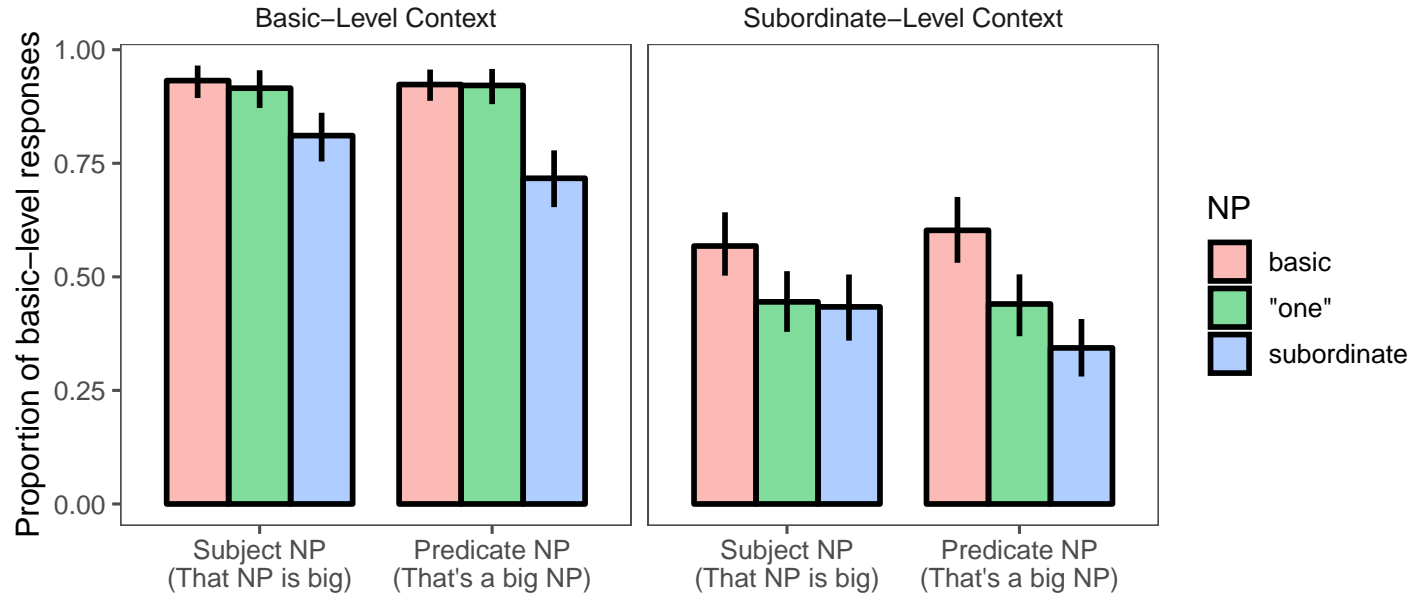 Basic−Level Context
Subordinate−Level Context
Proportion of basic−level responses
1.00
0.75
0.50
0.25
0.00
Subject NP
(That NP is big)
Predicate NP
(That's a big NP)
Subject NP
(That NP is big)
Predicate NP
(That's a big NP)
NP
basic
"one"
subordinate